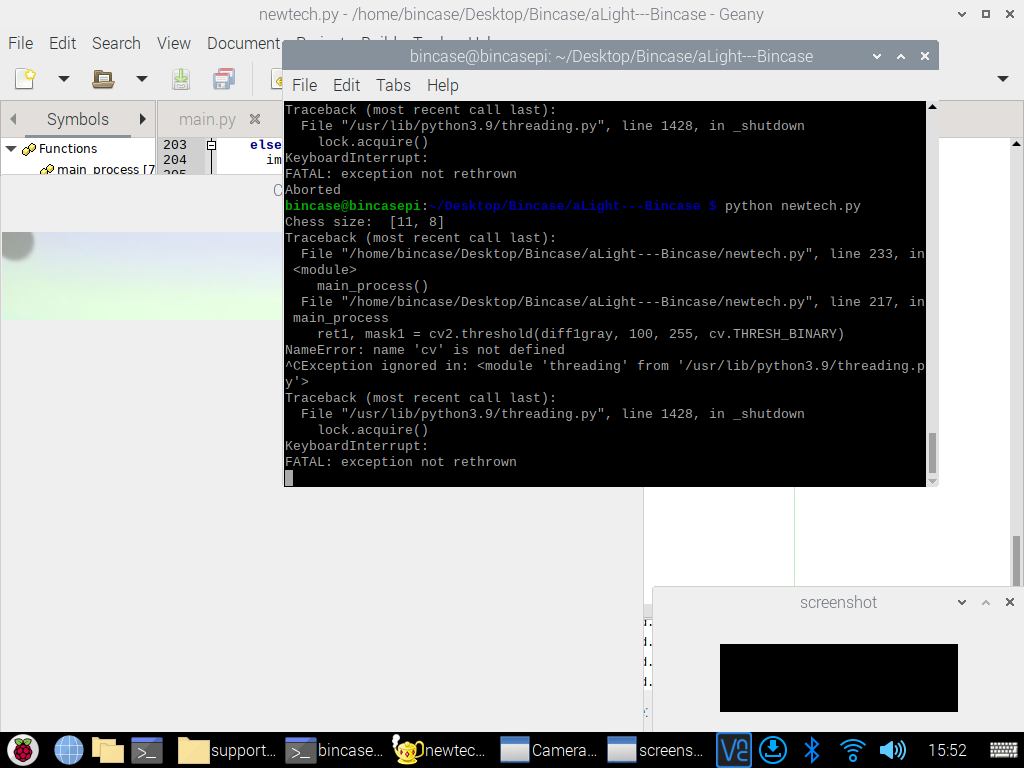 newtech.py - /home/bincase/Desktop/Bincase/aLight---Bincase - Geany
File Edit Search View Document
bincase@bincasepi: ~/Desktop/Bincase/aLight---Bincase
File Edit Tabs Help
Symbols
main.py
Functions
main_process [7
203 else
204 im
Traceback (most recent call last):
File "/usr/lib/python3.9/threading.py", line 1428, in _shutdown
lock.acquire()
KeyboardInterrupt:
FATAL: exception not rethrown
Aborted
bincase@bincasepi:~/Desktop/Bincase/aLight---Bincase $ python newtech.py
Chess size:  [11, 8]
Traceback (most recent call last):
File "/home/bincase/Desktop/Bincase/aLight---Bincase/newtech.py", line 233, in
<module>
main_process()
File "/home/bincase/Desktop/Bincase/aLight---Bincase/newtech.py", line 217, in
main_process
ret1, mask1 = cv2.threshold(diff1gray, 100, 255, cv.THRESH_BINARY)
NameError: name 'cv' is not defined
^CException ignored in: <module 'threading' from '/usr/lib/python3.9/threading.p
y'>
Traceback (most recent call last):
File "/usr/lib/python3.9/threading.py", line 1428, in _shutdown
lock.acquire()
KeyboardInterrupt:
FATAL: exception not rethrown
screenshot
support... bincase... newtec... Camera... screens... 15:52